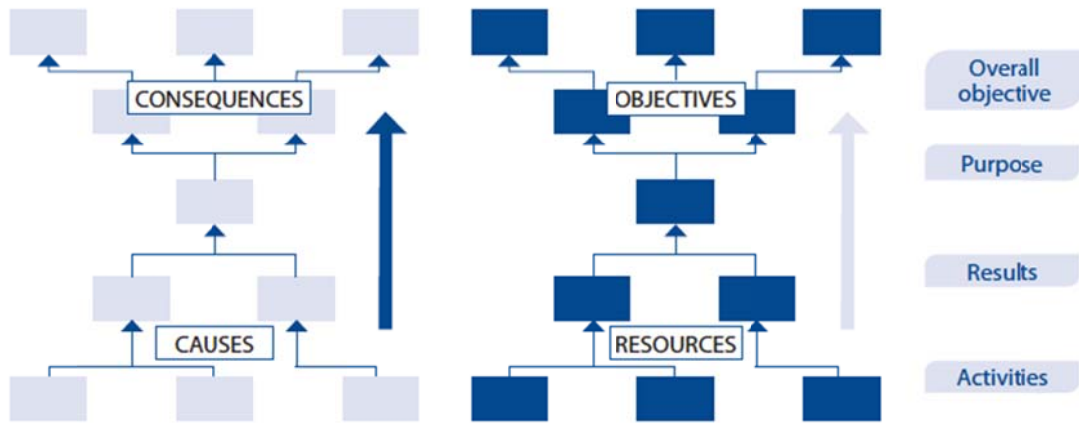 CONSEQUENCES
OBJECTIVES
Overall
objective
Purpose
Results
CAUSES
RESOURCES
Activities